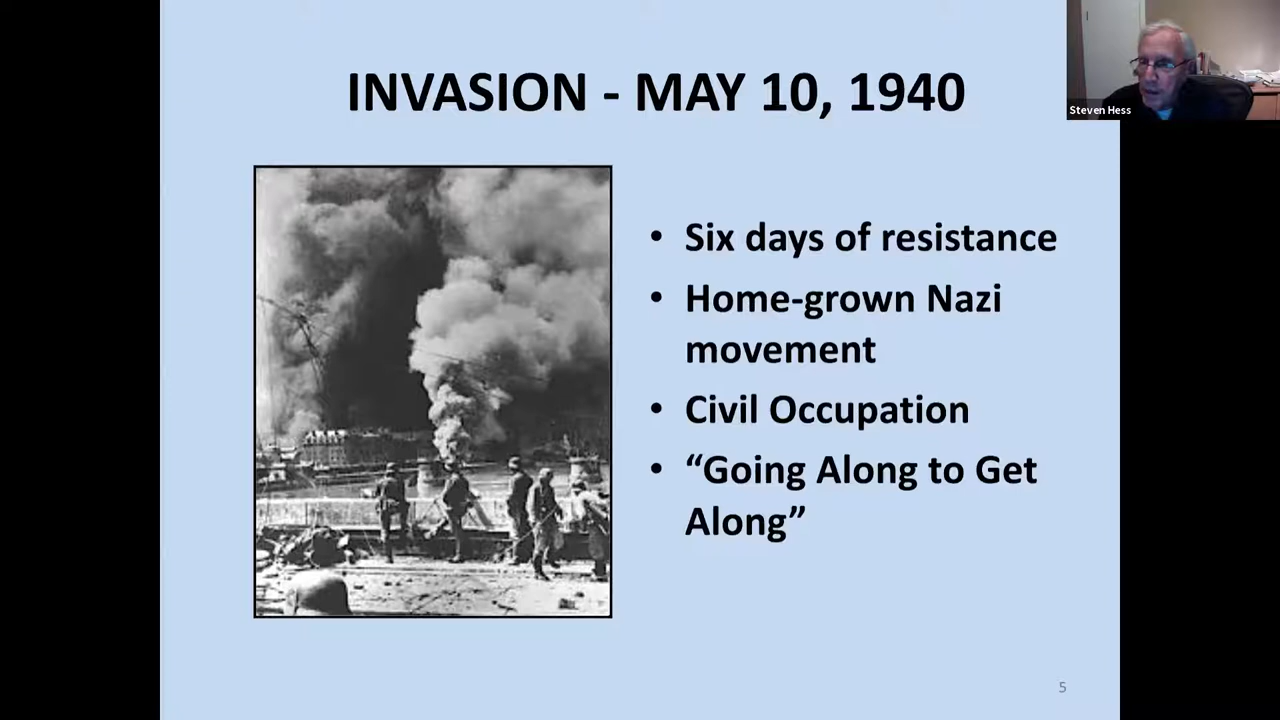 INVASION - MAY 10, 1940
Steven Hess
• Six days of resistance
• Home-grown Nazi
movement
• Civil Occupation
• “Going Along to Get
Along”
5